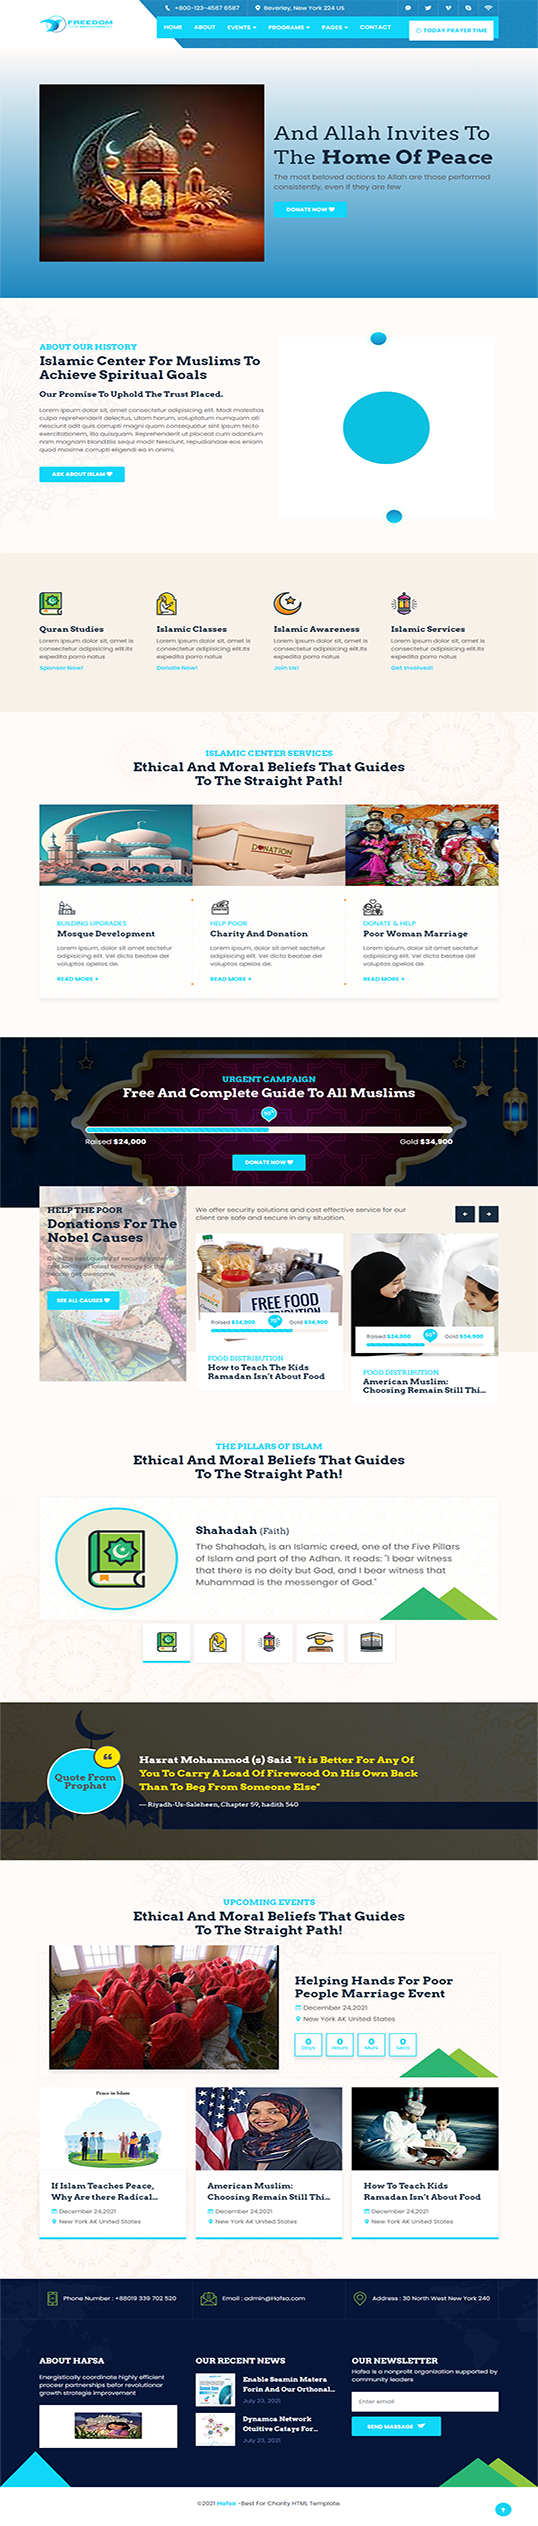 FREEDOM
+800-123-4567 6587
Beverley, New York 224 US
HOME ABOUT EVENTS PROGRAMS PAGES CONTACT
TODAY PRAYER TIME
And Allah Invites To
The Home Of Peace
The most beloved actions to Allah are those performed
consistently, even if they are few
DONATE NOW
ABOUT OUR HISTORY
Islamic Center For Muslims To
Achieve Spiritual Goals
Our Promise To Uphold The Trust Placed.
Lorem ipsum dolor sit, amet consectetur adipisicing elit. Modi molestias
culpa reprehenderit delectus, ullam harum, voluptatum numquam ati
nesciunt odit quis corrupti magni quam consequatur sint ipsum tecto
exercitationem, illo quisquam. Reprehenderit ut placeat cum adantium
nam magnam blanditiis sequi modi! Nesciunt, repudiandae eos eniam
quod maxime corrupti eligendi ea in animi.
ASK ABOUT ISLAM
Quran Studies
Lorem ipsum dolor sit, amet is
consectetur adipisicing elit.Its
expedita porro natus
Sponsor Now!
Islamic Classes
Lorem ipsum dolor sit, amet is
consectetur adipisicing elit.Its
expedita porro natus
Donate Now!
Islamic Awareness
Lorem ipsum dolor sit, amet is
consectetur adipisicing elit.Its
expedita porro natus
Join Us!
Islamic Services
Lorem ipsum dolor sit, amet is
consectetur adipisicing elit.Its
expedita porro natus
Get Involved!
ISLAMIC CENTER SERVICES
Ethical And Moral Beliefs That Guides
To The Straight Path!
DONATION
BUILDING UPGRADES
Mosque Development
Lorem ipsum, dolor sit amet sectetur
adipisicing elit. Vel dicta beatae del
voluptas apelas de.
READ MORE +
HELP POOR
Charity And Donation
Lorem ipsum, dolor sit amet sectetur
adipisicing elit. Vel dicta beatae del
voluptas apelas de.
READ MORE +
DONATE & HELP
Poor Woman Marriage
Lorem ipsum, dolor sit amet sectetur
adipisicing elit. Vel dicta beatae del
voluptas apelas de.
READ MORE +
URGENT CAMPAIGN
Free And Complete Guide To All Muslims
50%
Raised $24,000
Gold $34,900
DONATE NOW
HELP THE POOR
Donations For The
Nobel Causes
SEE ALL CAUSES
We offer security solutions and cost effective service for our
client are safe and secure in any situation.
FREE FOOD
DISTRIBUTION
Raised $24,000 70% Gold $34,900
FOOD DISTRIBUTION
How to Teach The Kids
Ramadan Isn't About Food
Raised $24,000 50% Gold $34,900
FOOD DISTRIBUTION
American Muslim:
Choosing Remain Still Thi...
THE PILLARS OF ISLAM
Ethical And Moral Beliefs That Guides
To The Straight Path!
Shahadah (Faith)
The Shahadah, is an Islamic creed, one of the Five Pillars
of Islam and part of the Adhan. It reads: "I bear witness
that there is no deity but God, and I bear witness that
Muhammad is the messenger of God."
Quote From
Prophat
Hazrat Mohammod (s) Said "It is Better For Any Of
You To Carry A Load Of Firewood On His Own Back
Than To Beg From Someone Else"
— Riyadh-Us-Saleheen, Chapter 59, hadith 540
UPCOMING EVENTS
Ethical And Moral Beliefs That Guides
To The Straight Path!
Helping Hands For Poor
People Marriage Event
December 24,2021
New York AK United States
0 Days
0 Hours
0 Munt
0 Secs
Peace in Islam
If Islam Teaches Peace,
Why Are there Radical...
December 24,2021
New York AK United States
American Muslim:
Choosing Remain Still Thi...
December 24,2021
New York AK United States
How To Teach Kids
Ramadan Isn't About Food
December 24,2021
New York AK United States
Phone Number : +88019 339 702 520
Email : admin@Hafsa.com
Address : 30 North West New York 240
ABOUT HAFSA
Energistically coordinate highly efficient
procesr partnerships befor revolutionar
growth strategie improvement
OUR RECENT NEWS
Enable Seamin Matera
Forin And Our Orthonal...
July 23, 2021
Dynamca Network
Otuitive Catays For...
July 23, 2021
OUR NEWSLETTER
Hafsa is a nonprofit organization supported by
community leaders
Enter email
SEND MASSAGE
©2021 Hafsa -Best For Charity HTML Template.